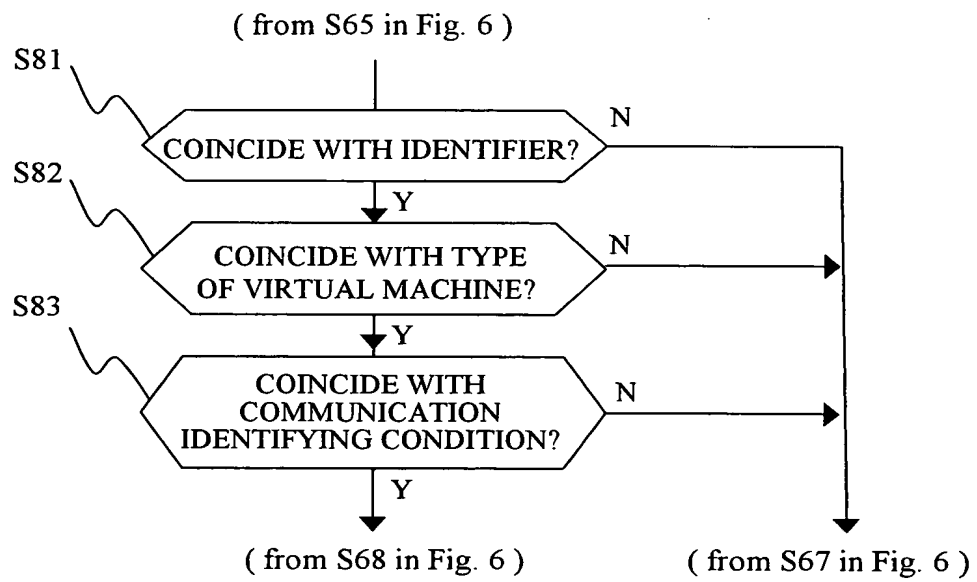 ( from S65 in Fig. 6 )
S81
COINCIDE WITH IDENTIFIER?
N
Y
S82
COINCIDE WITH TYPE
OF VIRTUAL MACHINE?
N
Y
S83
COINCIDE WITH
COMMUNICATION
IDENTIFYING CONDITION?
N
Y
( from S68 in Fig. 6 )
( from S67 in Fig. 6 )